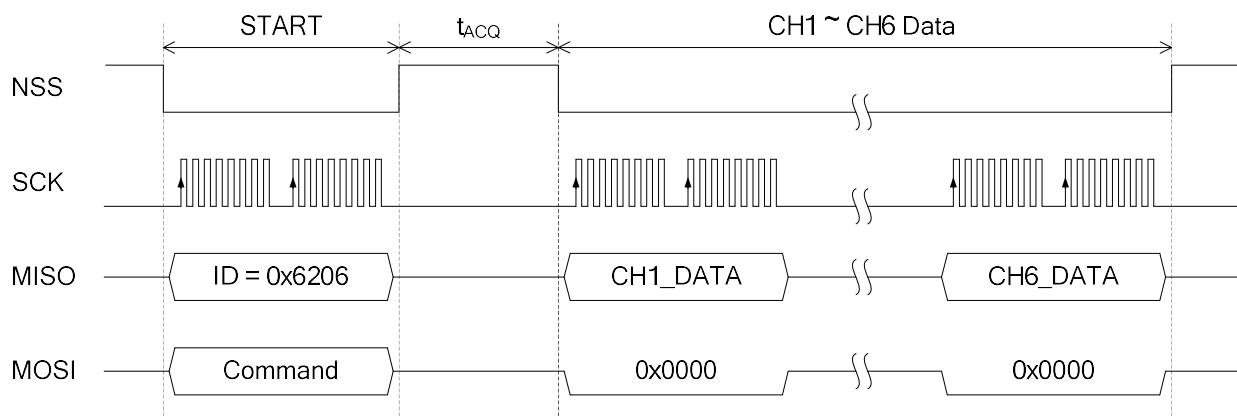 START tACQ CH1 ~ CH6 Data
NSS
SCK
MISO ID = 0x6206 CH1_DATA CH6_DATA
MOSI Command 0x0000 0x0000